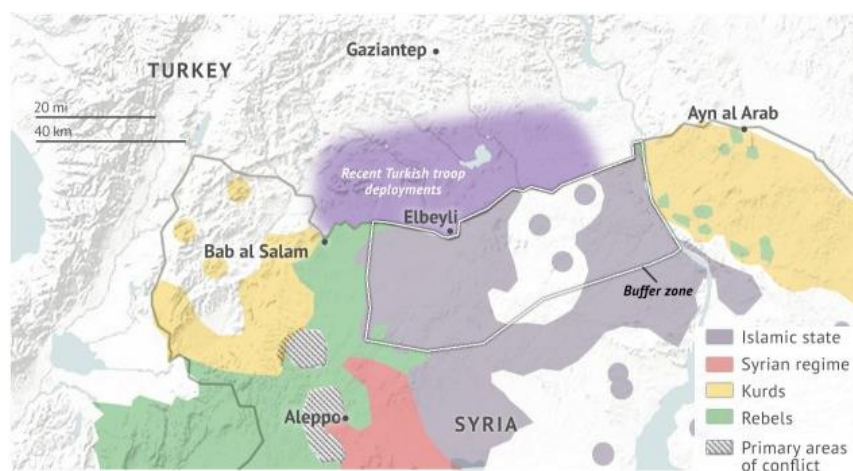 Gaziantep
TURKEY
20 mi
40 km
Ayn al Arab
Recent Turkish troop
deployments
Elbeyli
Bab al Salam
Buffer zone
Islamic state
Syrian regime
Kurds
Rebels
Primary areas
of conflict
Aleppo
SYRIA